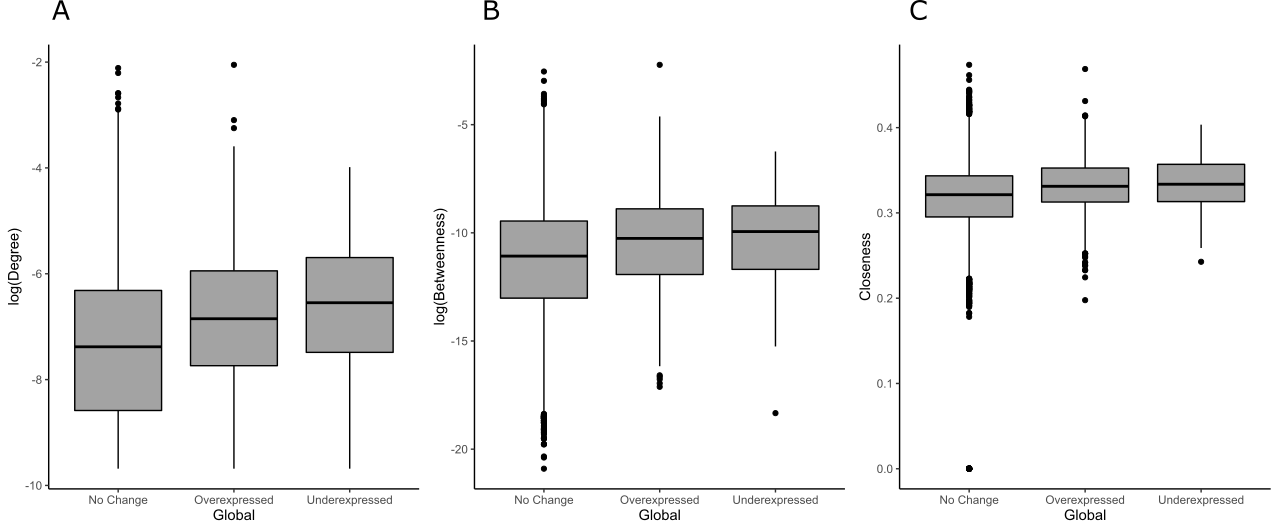 A
log(Degree)
-2
-4
-6
-8
-10
No Change Overexpressed Underexpressed
Global
B
log(Betweenness)
-5
-10
-15
-20
No Change Overexpressed Underexpressed
Global
C
Closeness
0.4
0.3
0.2
0.1
0.0
No Change Overexpressed Underexpressed
Global